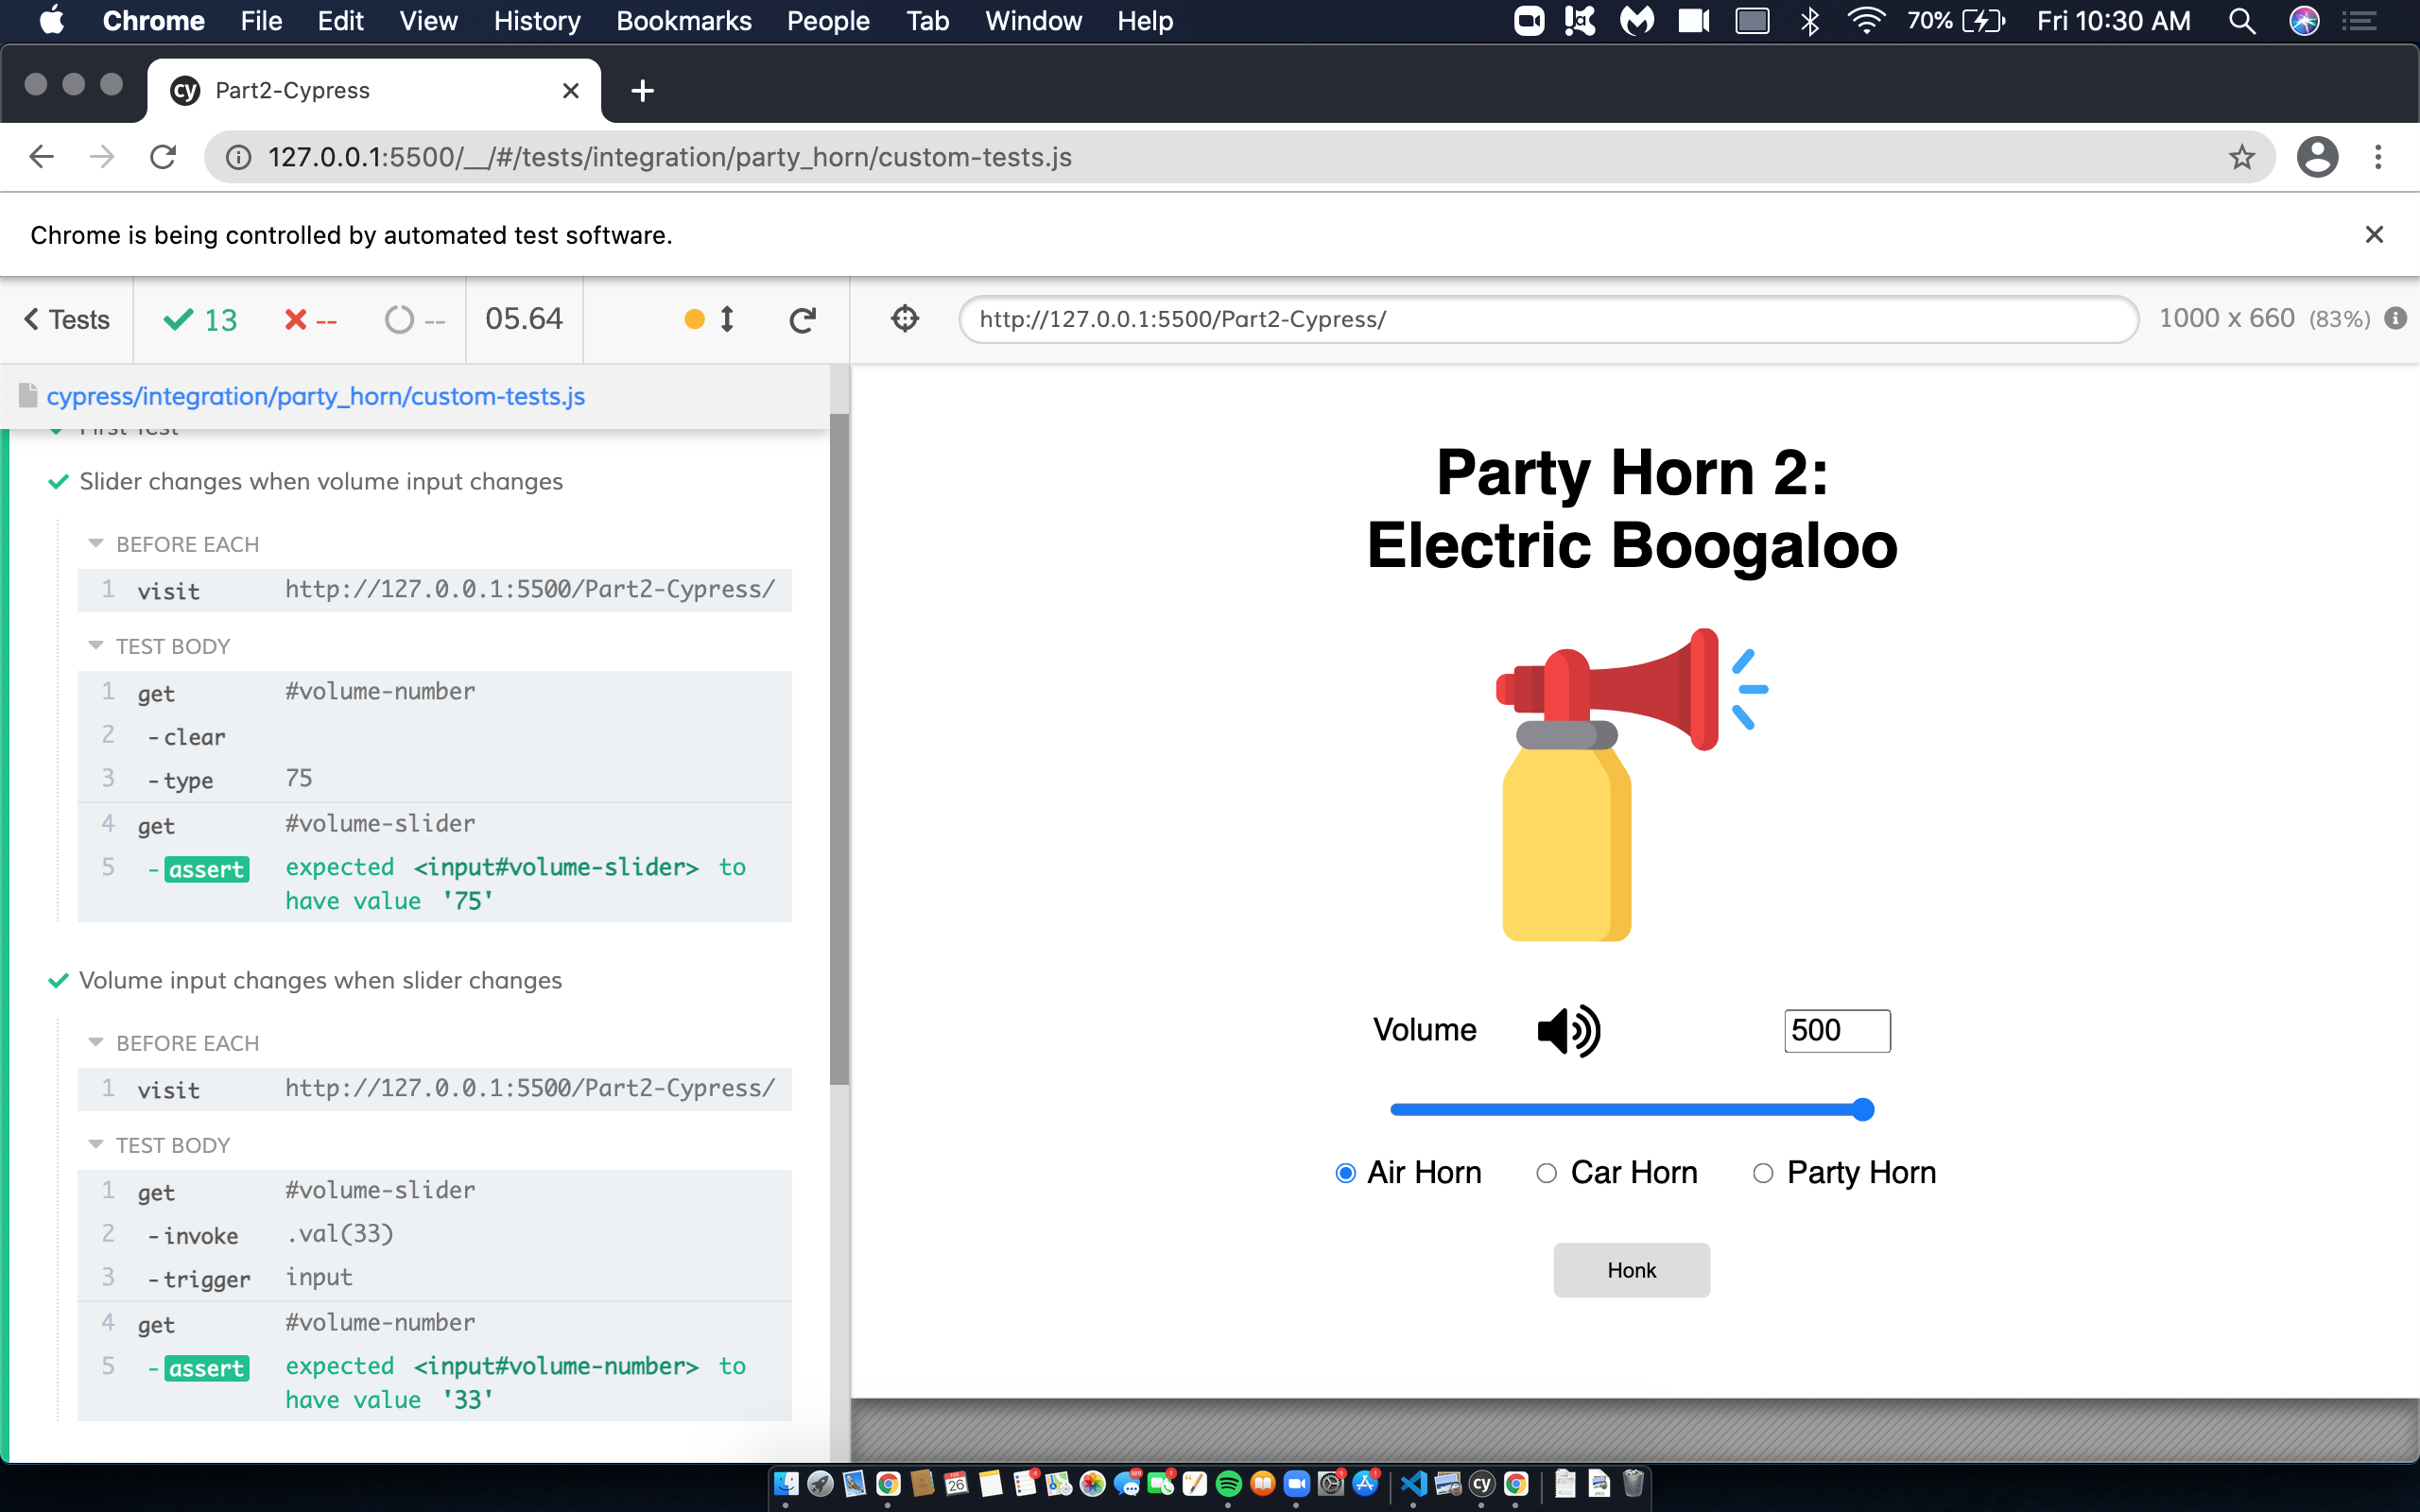 Chrome File Edit View History Bookmarks People Tab Window Help 70% Fri 10:30 AM
cy Part2-Cypress
127.0.0.1:5500/__/#/tests/integration/party_horn/custom-tests.js
Chrome is being controlled by automated test software.
Tests 13 -- -- 05.64
http://127.0.0.1:5500/Part2-Cypress/ 1000 x 660 (83%)
cypress/integration/party_horn/custom-tests.js
First Test
Slider changes when volume input changes
BEFORE EACH
1 visit http://127.0.0.1:5500/Part2-Cypress/
TEST BODY
1 get #volume-number
2 -clear
3 -type 75
4 get #volume-slider
5 -assert expected <input#volume-slider> to
have value '75'
Volume input changes when slider changes
BEFORE EACH
1 visit http://127.0.0.1:5500/Part2-Cypress/
TEST BODY
1 get #volume-slider
2 -invoke .val(33)
3 -trigger input
4 get #volume-number
5 -assert expected <input#volume-number> to
have value '33'
Party Horn 2:
Electric Boogaloo
Volume 500
Air Horn Car Horn Party Horn
Honk
26
cy